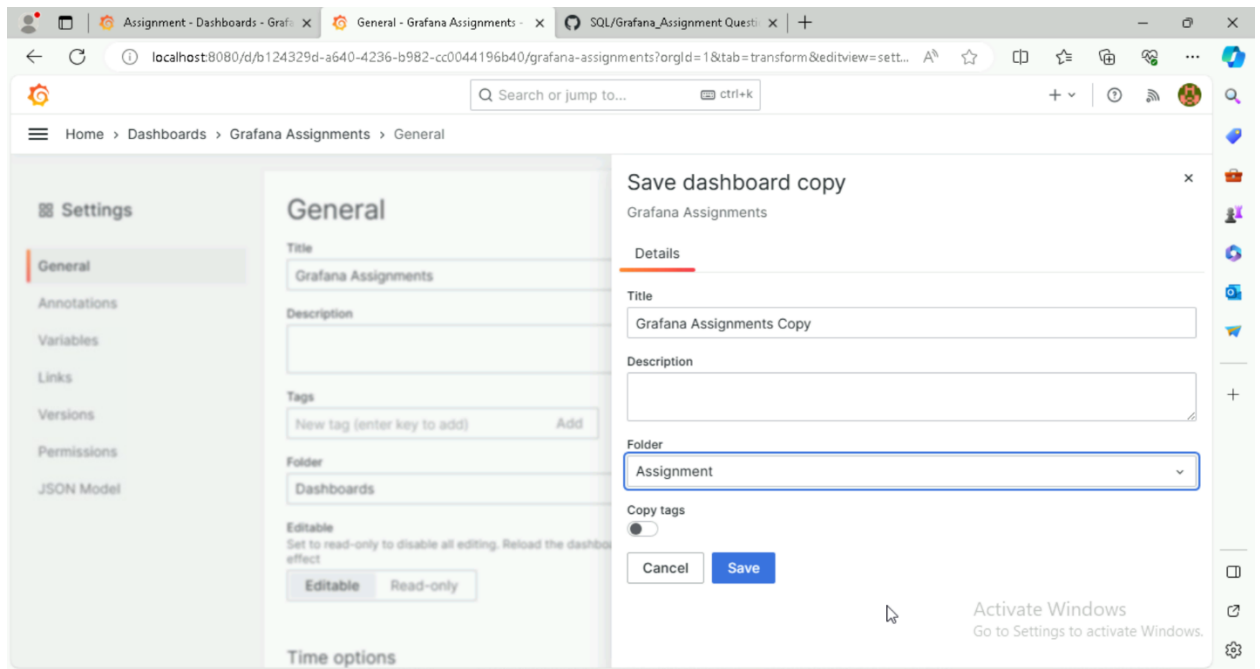 Assignment - Dashboards - Grafa
General - Grafana Assignments -
SQL/Grafana_Assignment Questi
localhost:8080/d/b124329d-a640-4236-b982-cc0044196b40/grafana-assignments?orgId=1&tab=transform&editview=sett...
Search or jump to...
ctrl+k
Home › Dashboards › Grafana Assignments › General
Settings
General
Annotations
Variables
Links
Versions
Permissions
JSON Model
General
Title
Grafana Assignments
Description
Tags
New tag (enter key to add)
Add
Folder
Dashboards
Editable
Set to read-only to disable all editing. Reload the dashboa
effect
Editable
Read-only
Time options
Save dashboard copy
Grafana Assignments
Details
Title
Grafana Assignments Copy
Description
Folder
Assignment
Copy tags
Cancel
Save
Activate Windows
Go to Settings to activate Windows.